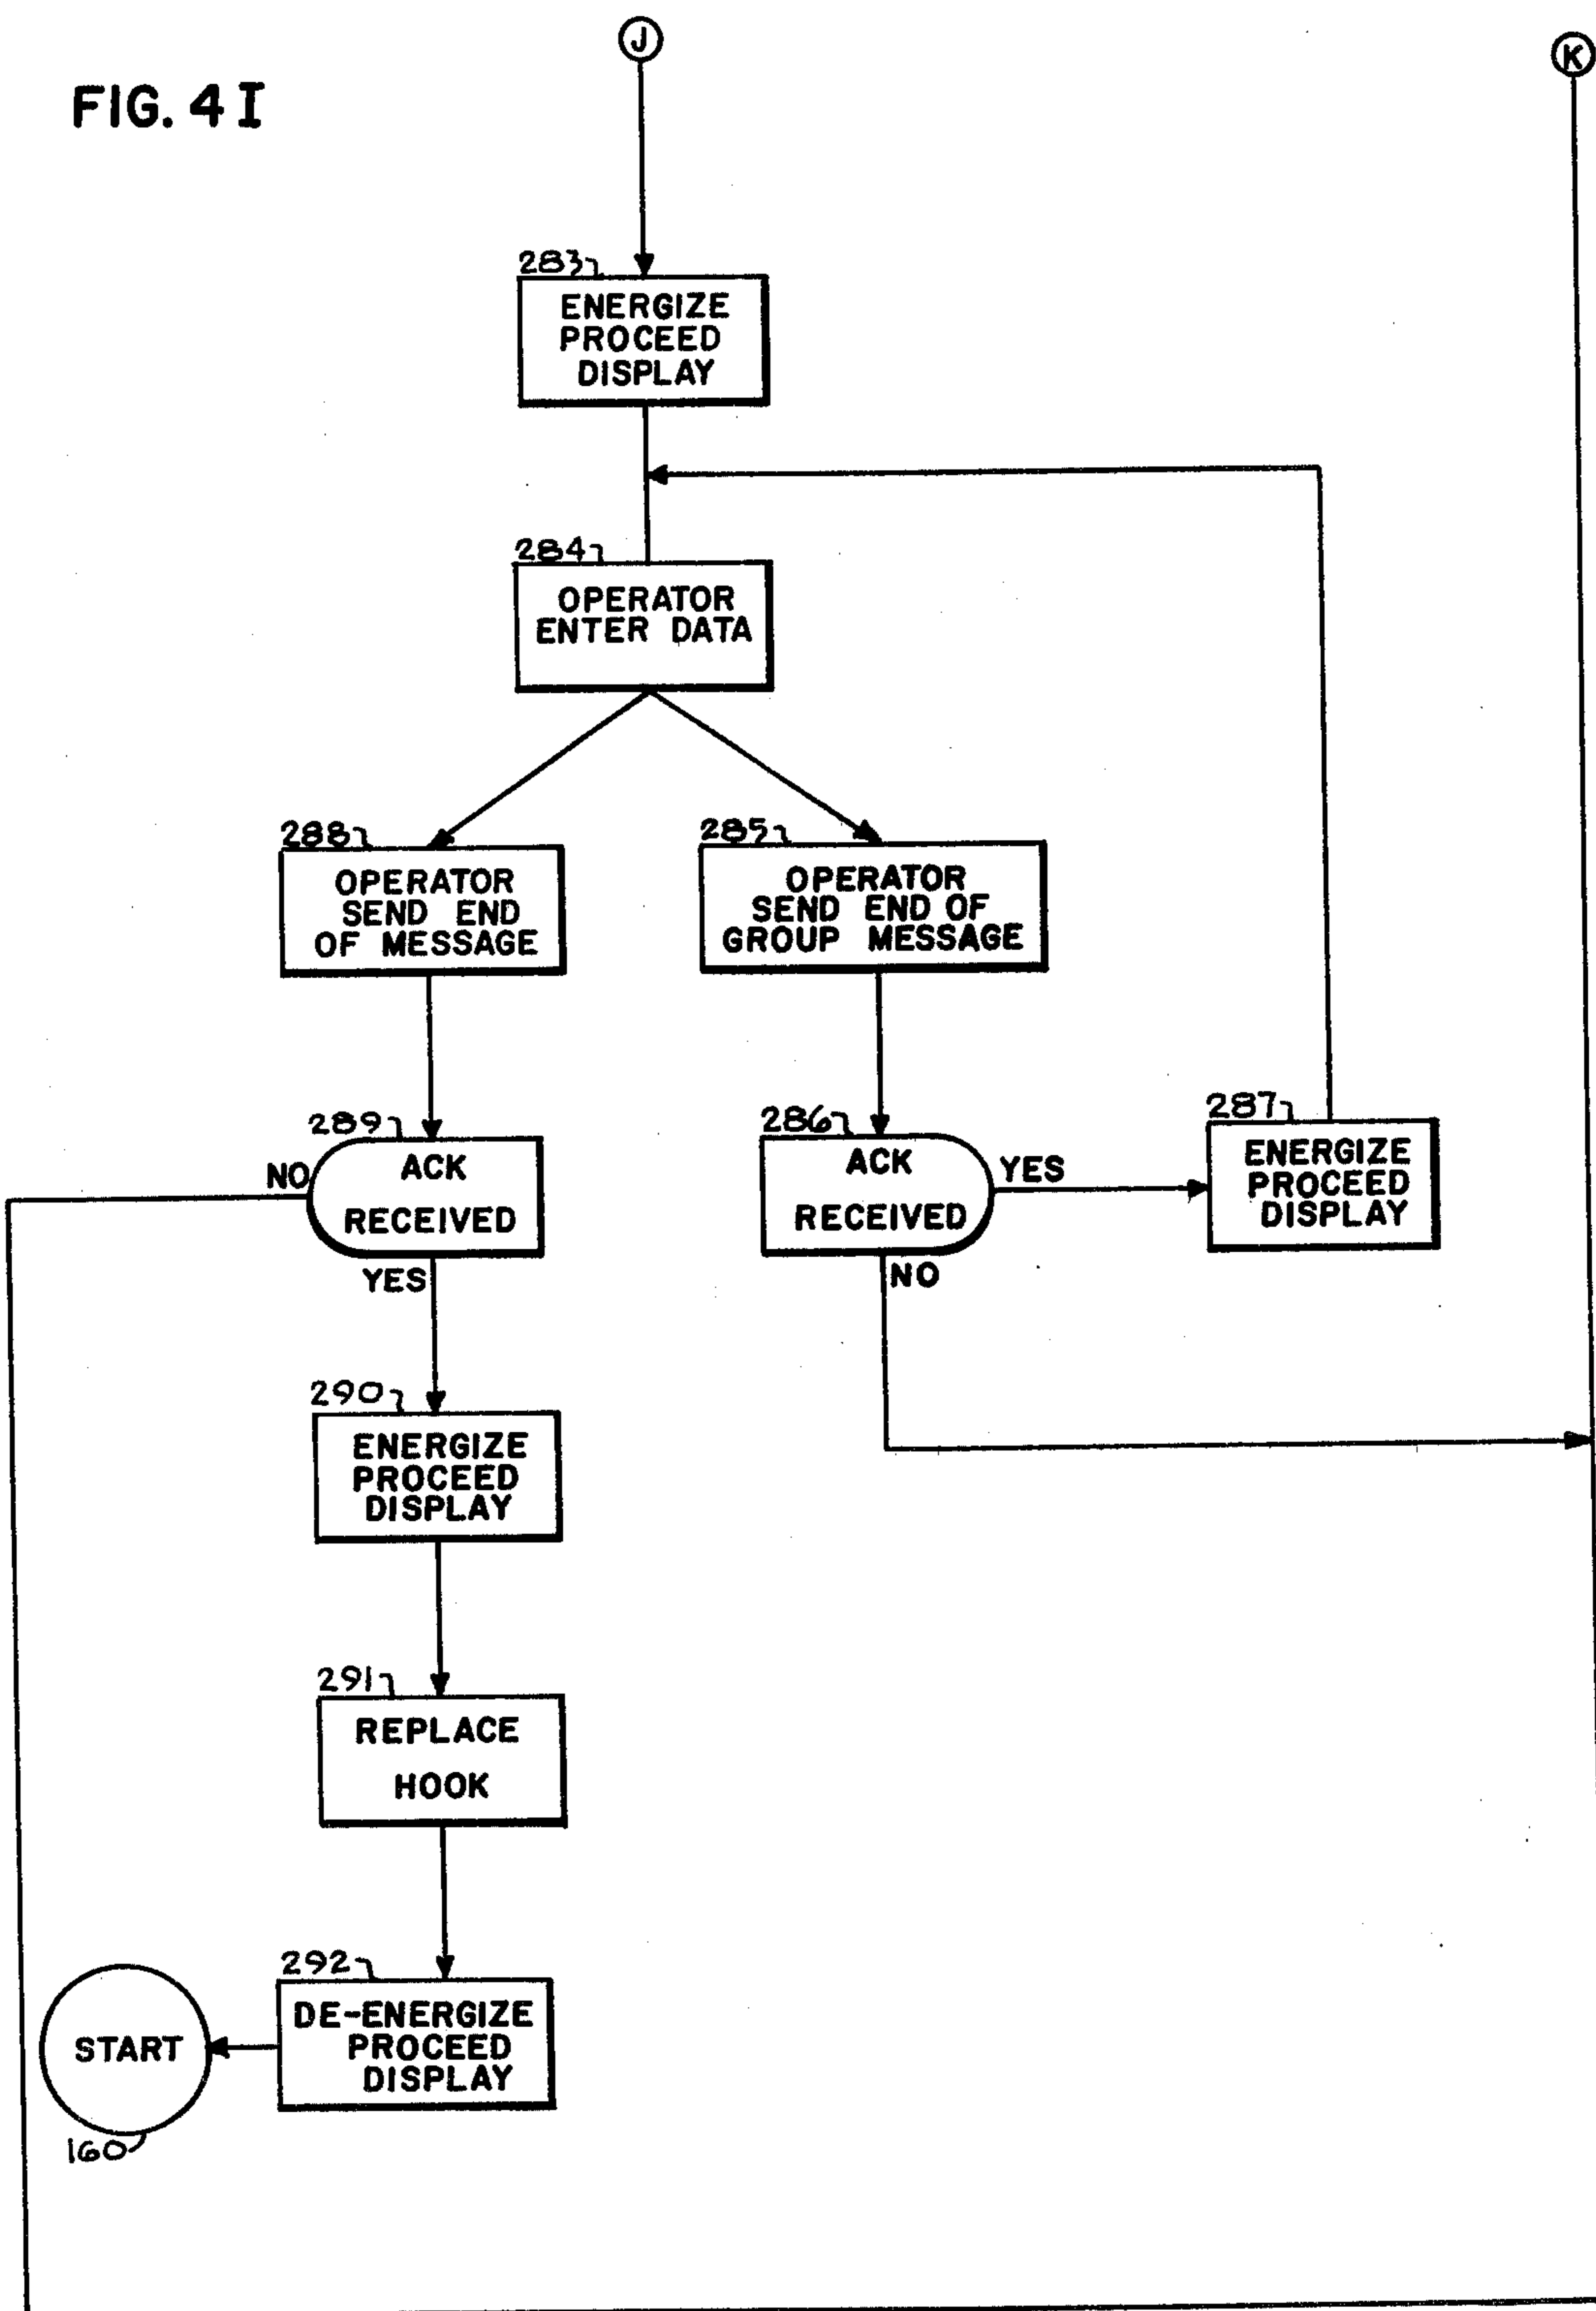 J
K
FIG. 4 I
283
ENERGIZE
PROCEED
DISPLAY
284
OPERATOR
ENTER DATA
288
OPERATOR
SEND END
OF MESSAGE
285
OPERATOR
SEND END OF
GROUP MESSAGE
289
NO
ACK
RECEIVED
YES
286
ACK
RECEIVED
YES
NO
287
ENERGIZE
PROCEED
DISPLAY
290
ENERGIZE
PROCEED
DISPLAY
291
REPLACE
HOOK
292
DE-ENERGIZE
PROCEED
DISPLAY
START
160